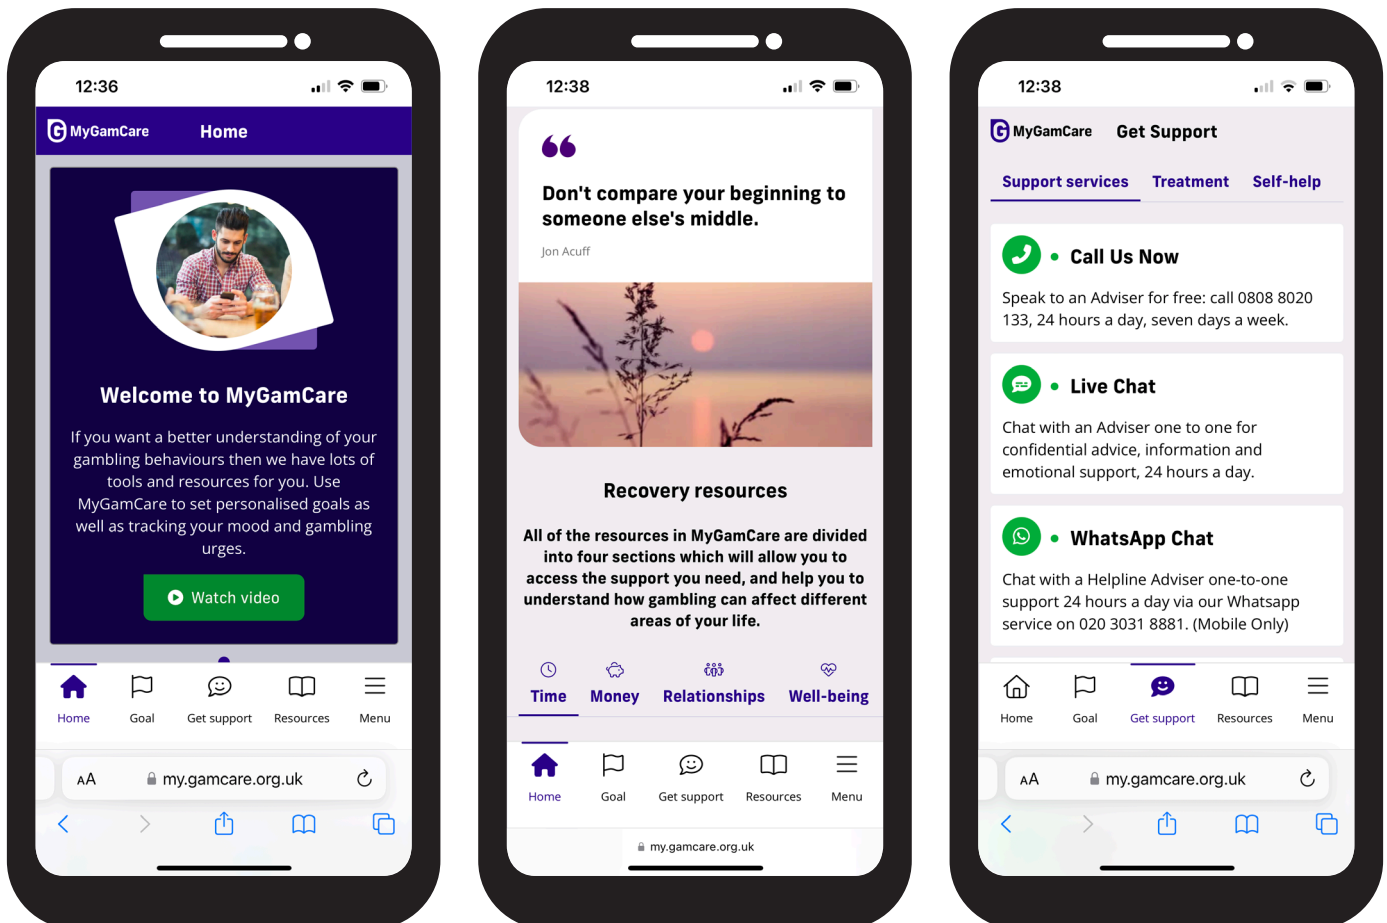 12:36
MyGamCare
Home
Welcome to MyGamCare
If you want a better understanding of your
gambling behaviours then we have lots of
tools and resources for you. Use
MyGamCare to set personalised goals as
well as tracking your mood and gambling
urges.
Watch video
Home
Goal
Get support
Resources
Menu
AA
my.gamcare.org.uk
12:38
Don't compare your beginning to
someone else's middle.
Jon Acuff
Recovery resources
All of the resources in MyGamCare are divided
into four sections which will allow you to
access the support you need, and help you to
understand how gambling can affect different
areas of your life.
Time
Money
Relationships
Well-being
Home
Goal
Get support
Resources
Menu
my.gamcare.org.uk
12:38
MyGamCare
Get Support
Support services
Treatment
Self-help
Call Us Now
Speak to an Adviser for free: call 0808 8020
133, 24 hours a day, seven days a week.
Live Chat
Chat with an Adviser one to one for
confidential advice, information and
emotional support, 24 hours a day.
WhatsApp Chat
Chat with a Helpline Adviser one-to-one
support 24 hours a day via our Whatsapp
service on 020 3031 8881. (Mobile Only)
Home
Goal
Get support
Resources
Menu
AA
my.gamcare.org.uk